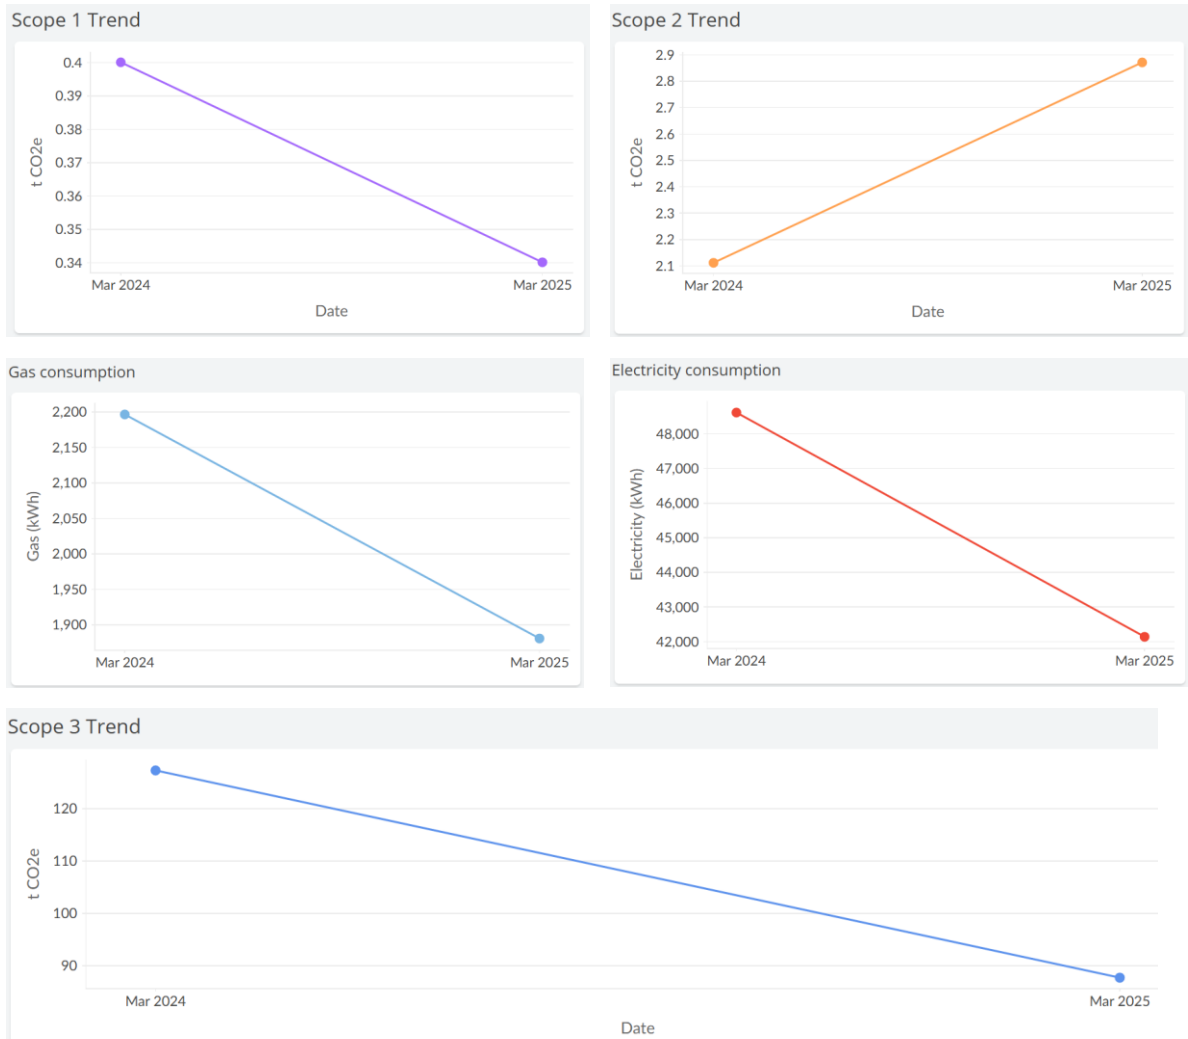 Scope 1 Trend
t CO2e
0.4
0.39
0.38
0.37
0.36
0.35
0.34
Mar 2024
Mar 2025
Date
Scope 2 Trend
t CO2e
2.9
2.8
2.7
2.6
2.5
2.4
2.3
2.2
2.1
Mar 2024
Mar 2025
Date
Gas consumption
Gas (kWh)
2,200
2,150
2,100
2,050
2,000
1,950
1,900
Mar 2024
Mar 2025
Electricity consumption
Electricity (kWh)
48,000
47,000
46,000
45,000
44,000
43,000
42,000
Mar 2024
Mar 2025
Scope 3 Trend
t CO2e
120
110
100
90
Mar 2024
Mar 2025
Date